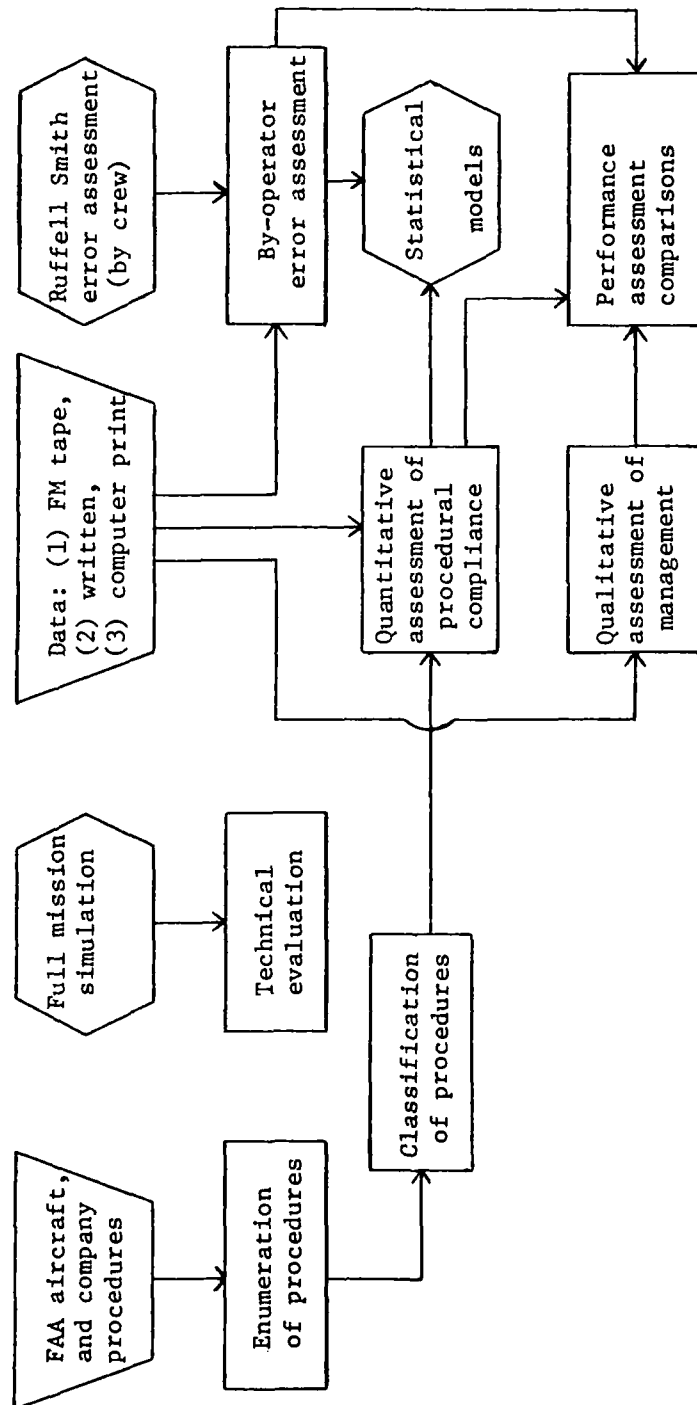 FAA aircraft,
and company
procedures
Full mission
simulation
Data: (1) FM tape,
(2) written,
(3) computer print
Ruffell Smith
error assessment
(by crew)
Enumeration
of procedures
Technical
evaluation
By-operator
error assessment
Classification
of procedures
Quantitative
assessment of
procedural
compliance
Statistical
models
Qualitative
assessment of
management
Performance
assessment
comparisons